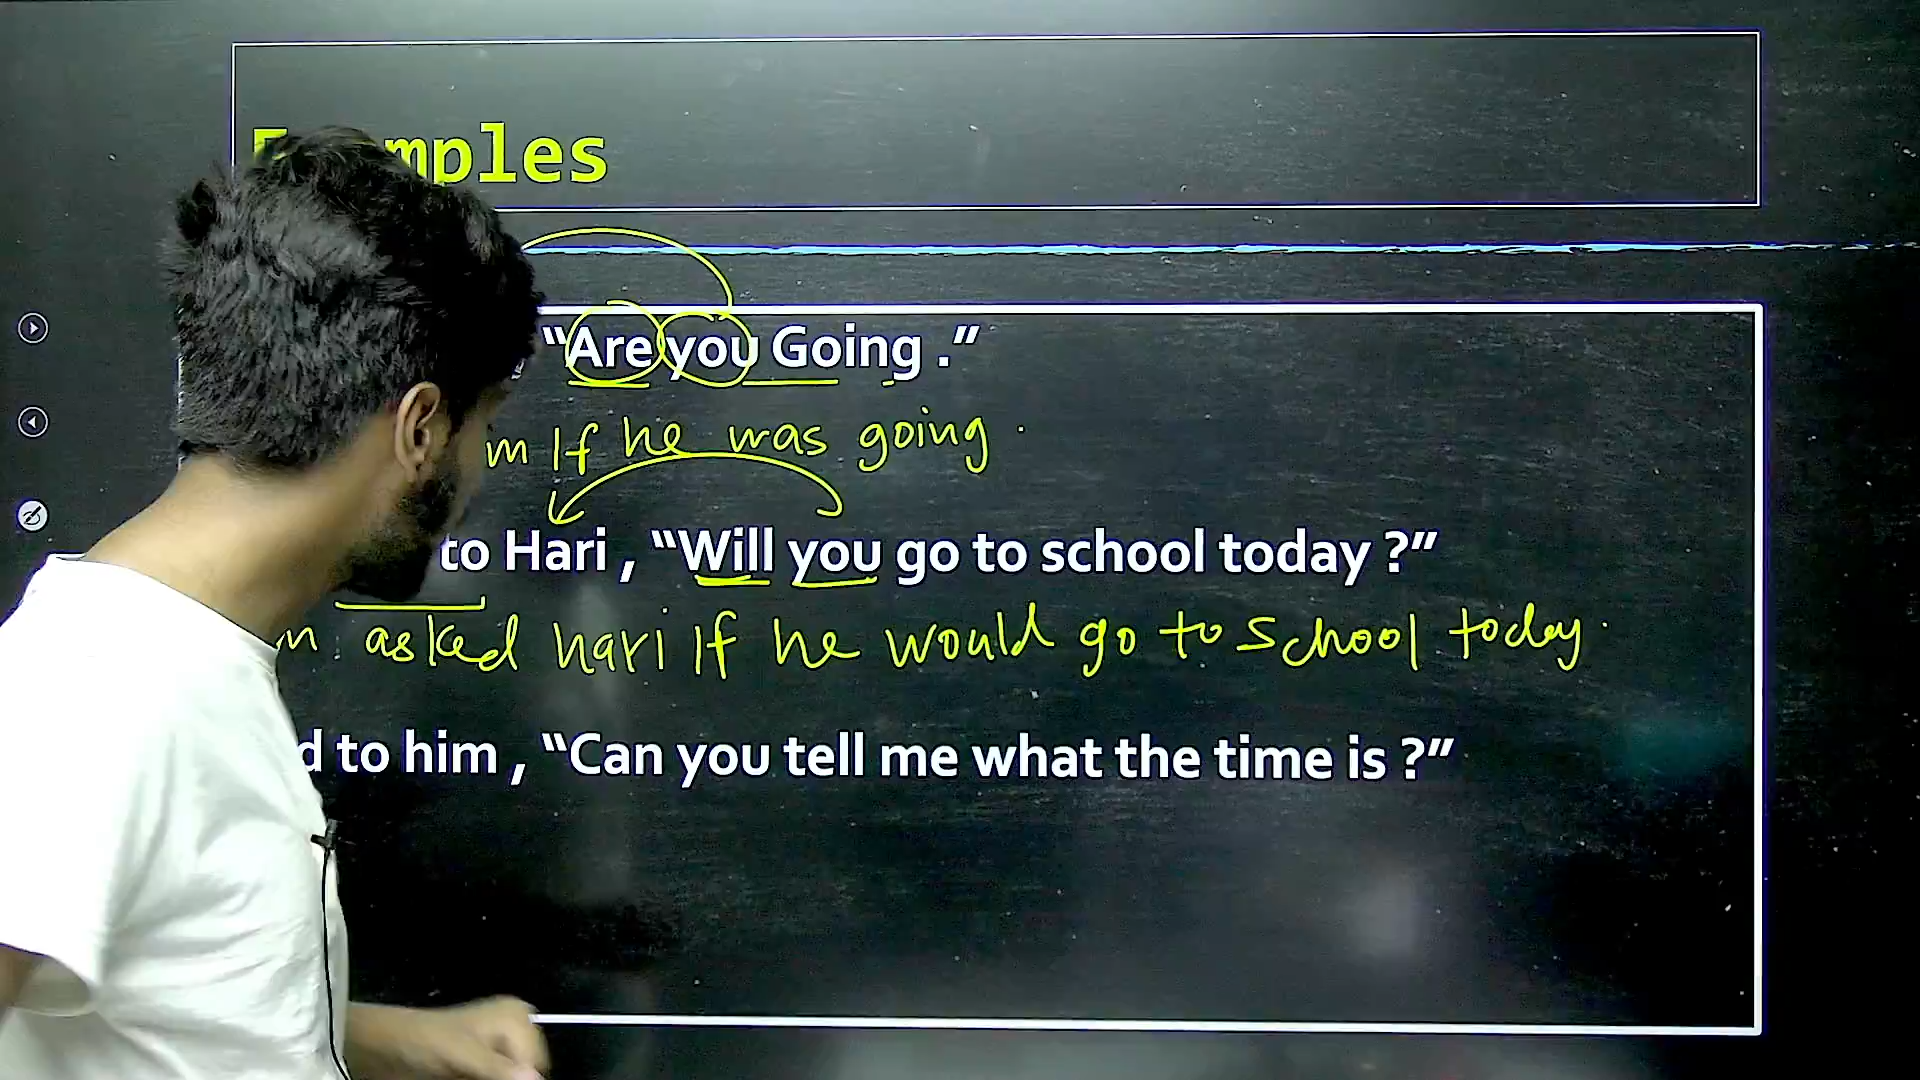 Examples
“Are you Going .”
If he was going .
to Hari , “Will you go to school today ?”
asked hari If he would go to school today .
to him , “Can you tell me what the time is ?”